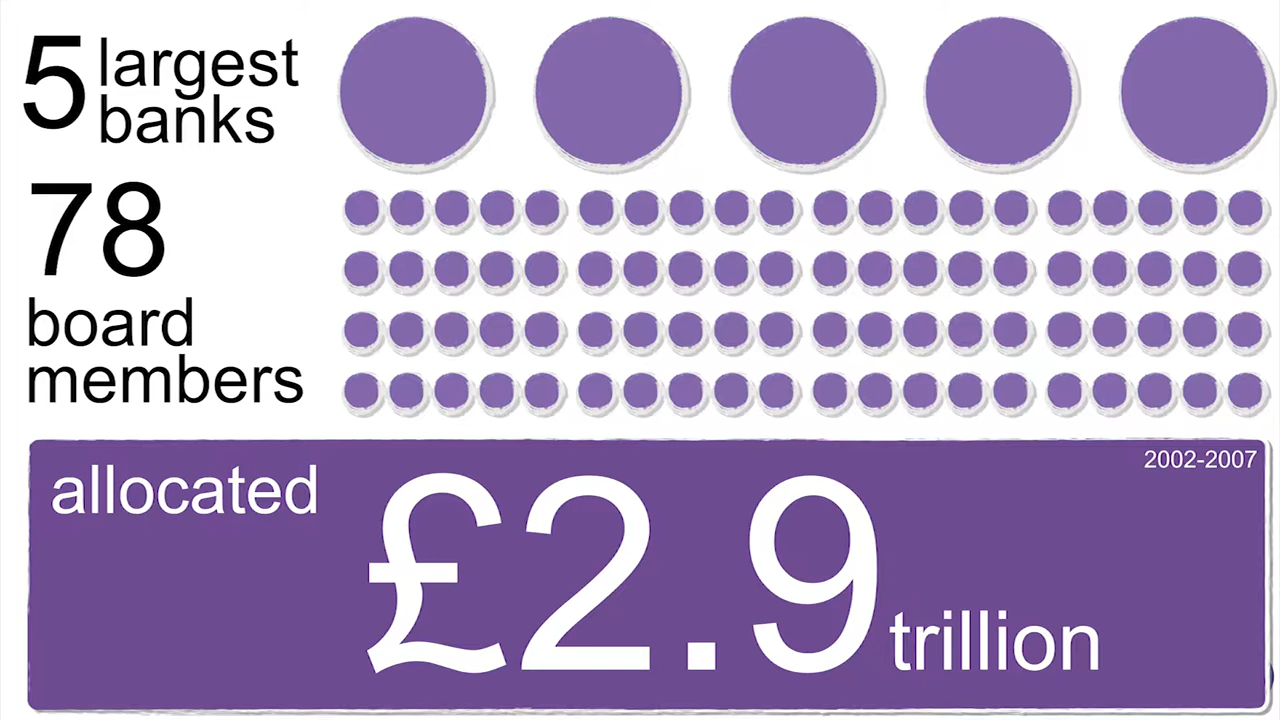 5 largest
banks
78
board
members
allocated
£2.9 trillion
2002-2007